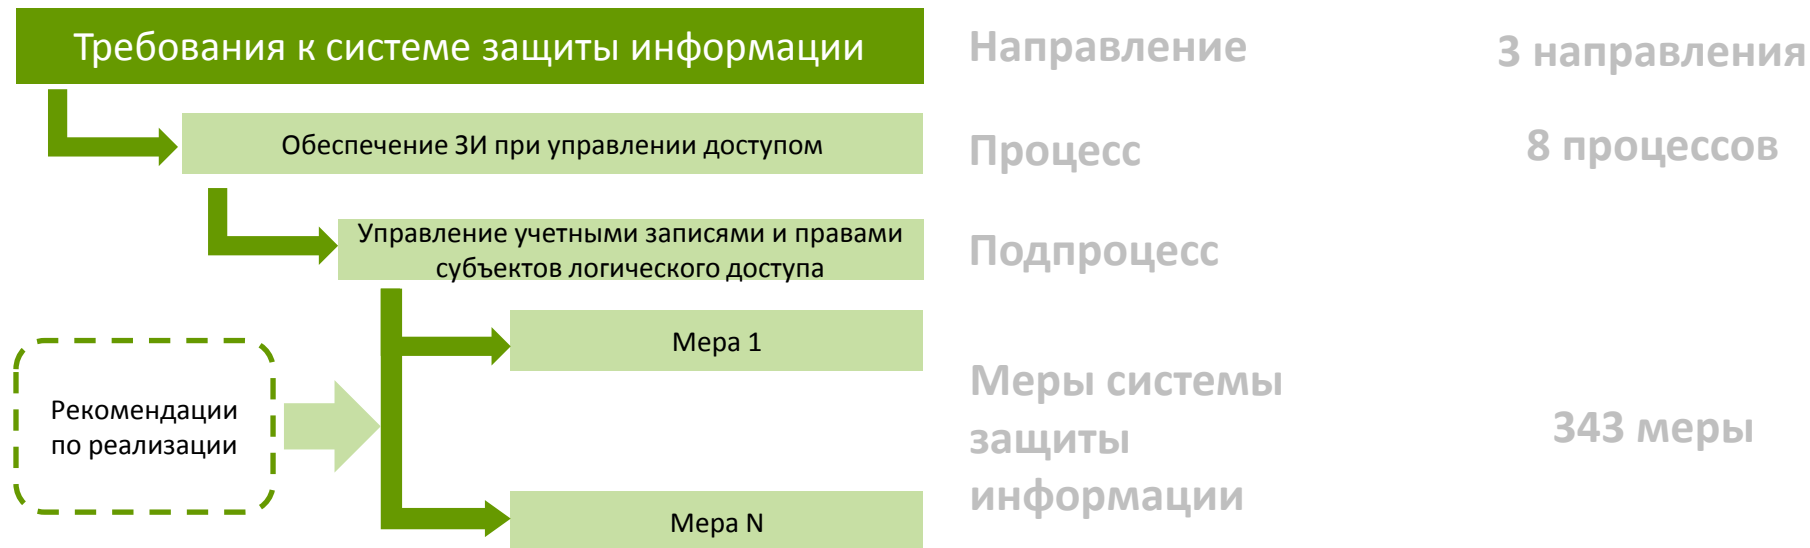 Требования к системе защиты информации
Направление
3 направления
Обеспечение ЗИ при управлении доступом
Процесс
8 процессов
Управление учетными записями и правами
субъектов логического доступа
Подпроцесс
Мера 1
Рекомендации
по реализации
Меры системы
защиты
информации
343 меры
Мера N